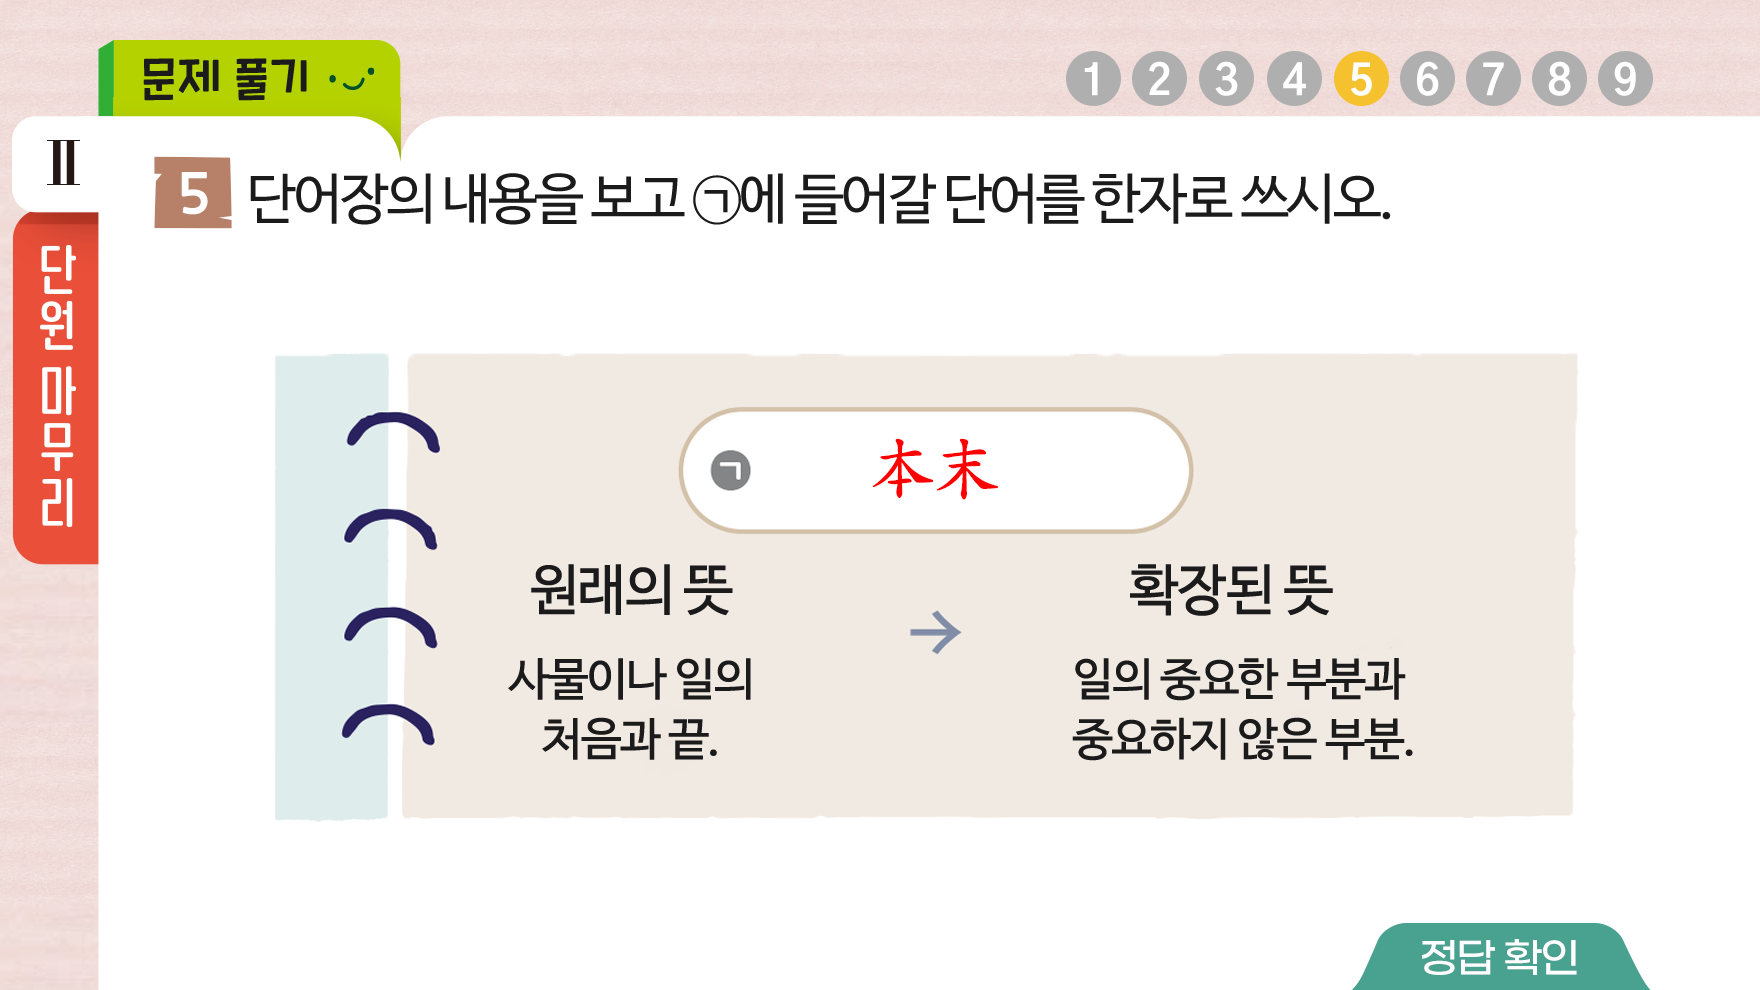 문제 풀기
1 2 3 4 5 6 7 8 9
Ⅱ
단원 마무리
5 단어장의 내용을 보고 ㉠에 들어갈 단어를 한자로 쓰시오.
ㄱ 本末
원래의 뜻 → 확장된 뜻
사물이나 일의
처음과 끝.
일의 중요한 부분과
중요하지 않은 부분.
정답 확인